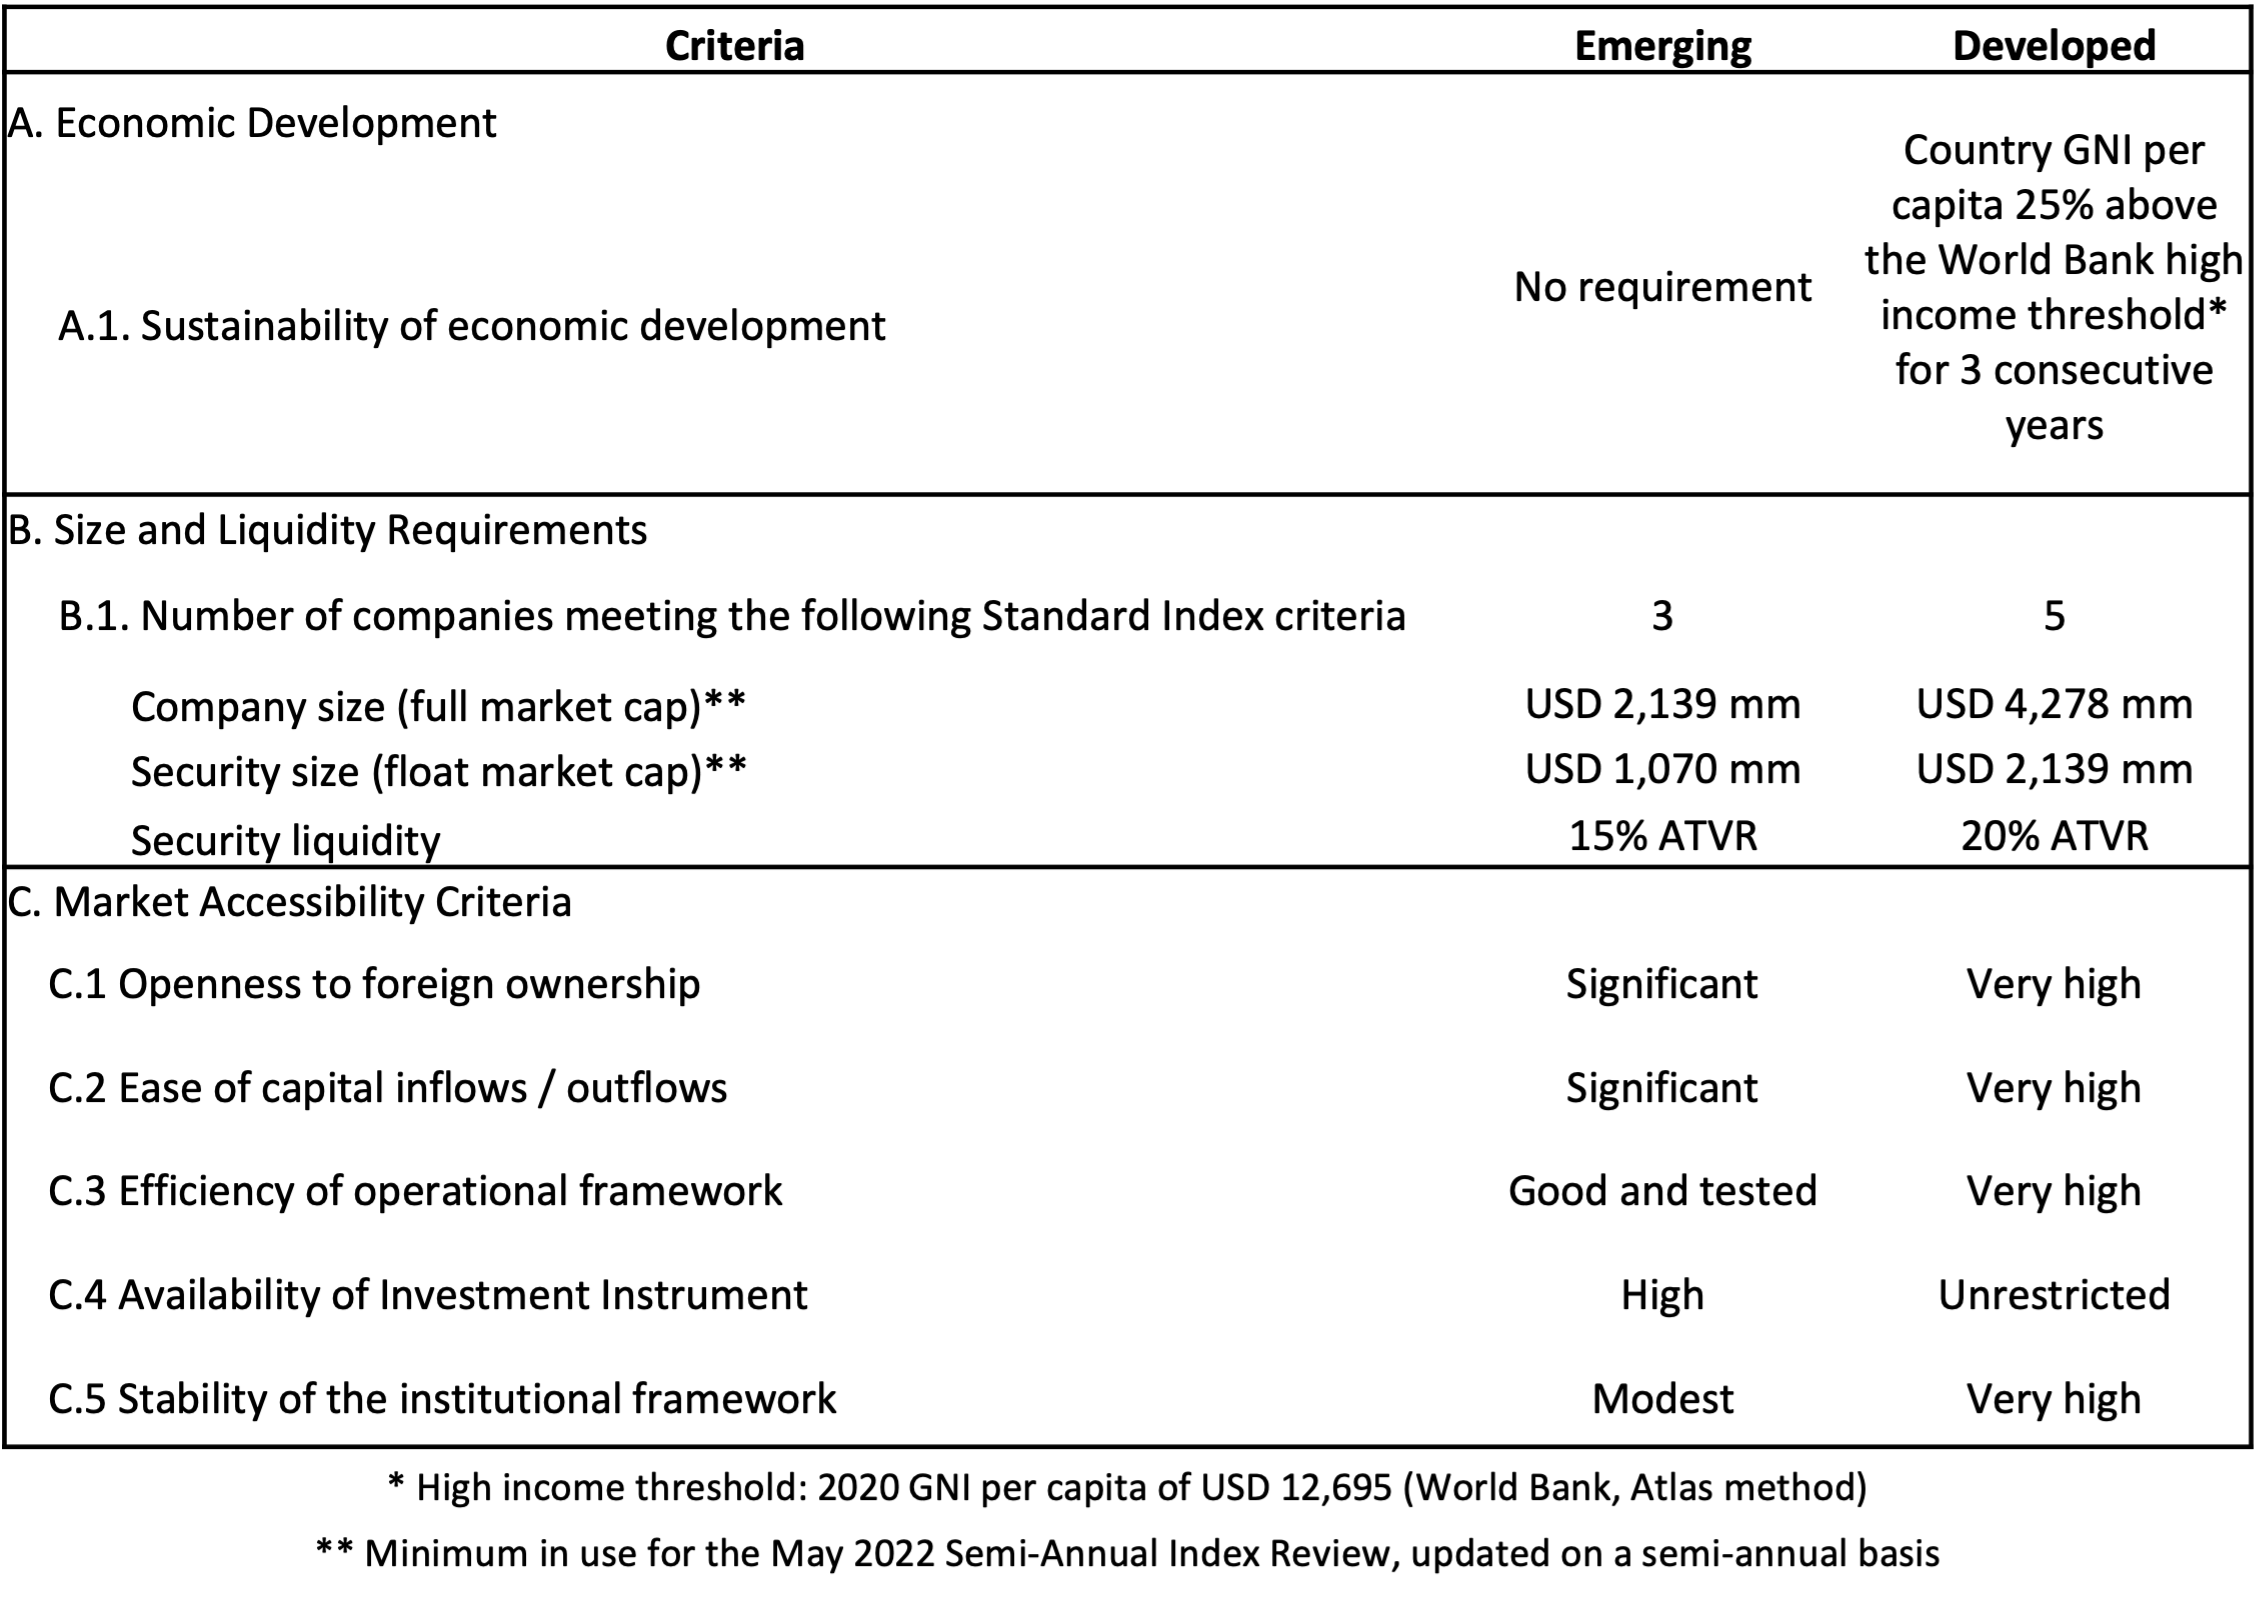 Criteria Emerging Developed
A. Economic Development
Country GNI per
capita 25% above
the World Bank high
No requirement
income threshold*
A.1. Sustainability of economic development
for 3 consecutive
years
B. Size and Liquidity Requirements
B.1. Number of companies meeting the following Standard Index criteria 3 5
Company size (full market cap)** USD 2,139 mm USD 4,278 mm
Security size (float market cap)** USD 1,070 mm USD 2,139 mm
Security liquidity 15% ATVR 20% ATVR
C. Market Accessibility Criteria
C.1 Openness to foreign ownership Significant Very high
C.2 Ease of capital inflows / outflows Significant Very high
C.3 Efficiency of operational framework Good and tested Very high
C.4 Availability of Investment Instrument High Unrestricted
C.5 Stability of the institutional framework Modest Very high
* High income threshold: 2020 GNI per capita of USD 12,695 (World Bank, Atlas method)
** Minimum in use for the May 2022 Semi-Annual Index Review, updated on a semi-annual basis